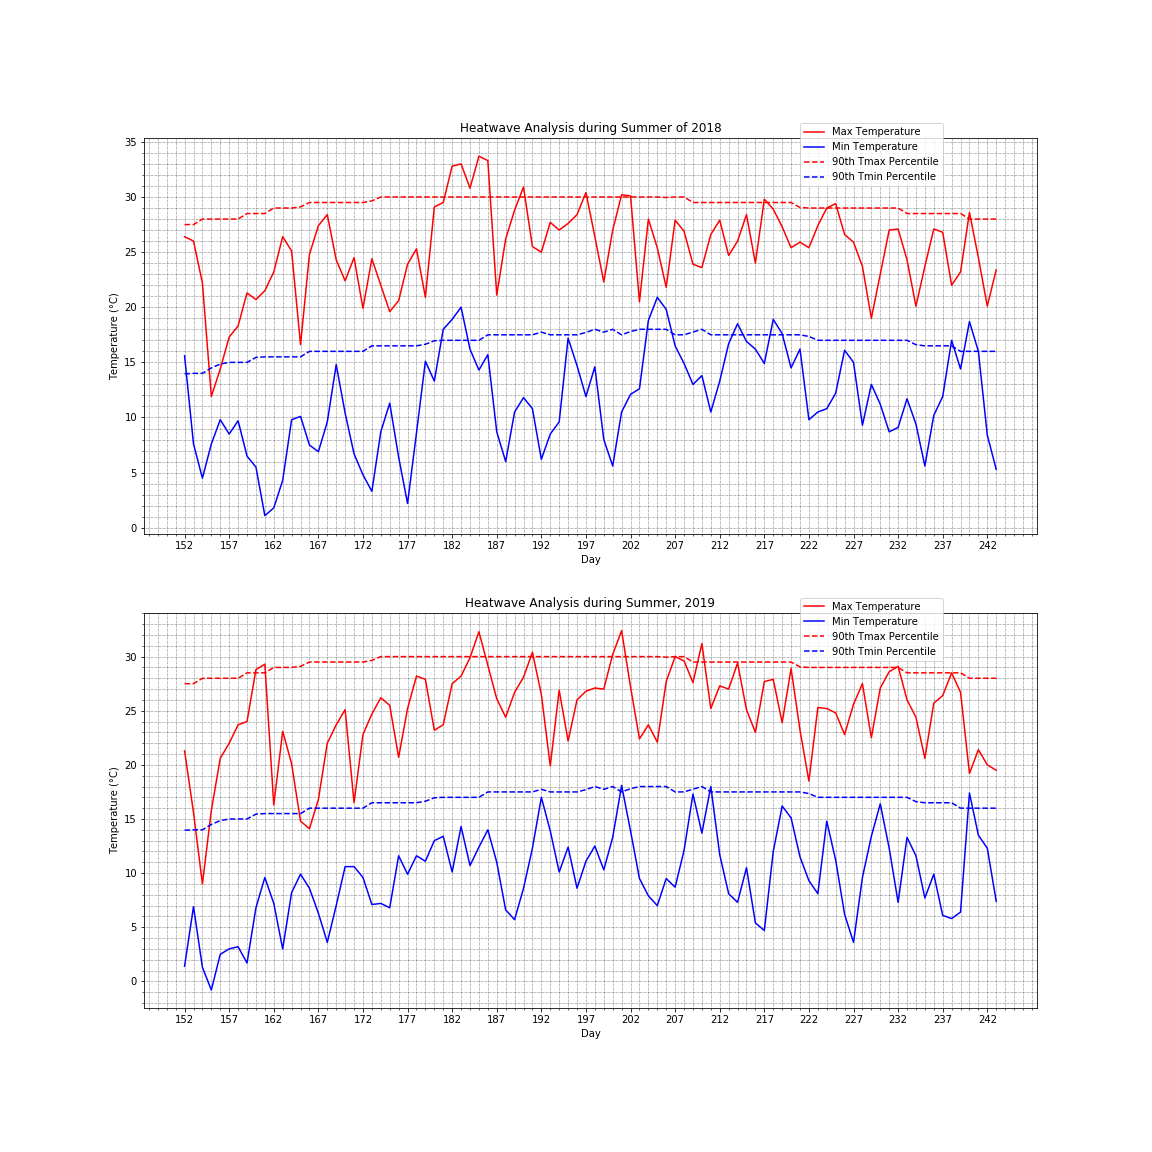 Heatwave Analysis during Summer of 2018
Max Temperature
Min Temperature
90th Tmax Percentile
90th Tmin Percentile
35
30
25
20
15
10
5
0
Temperature (°C)
152 157 162 167 172 177 182 187 192 197 202 207 212 217 222 227 232 237 242
Day
Heatwave Analysis during Summer, 2019
Max Temperature
Min Temperature
90th Tmax Percentile
90th Tmin Percentile
30
25
20
15
10
5
0
Temperature (°C)
152 157 162 167 172 177 182 187 192 197 202 207 212 217 222 227 232 237 242
Day